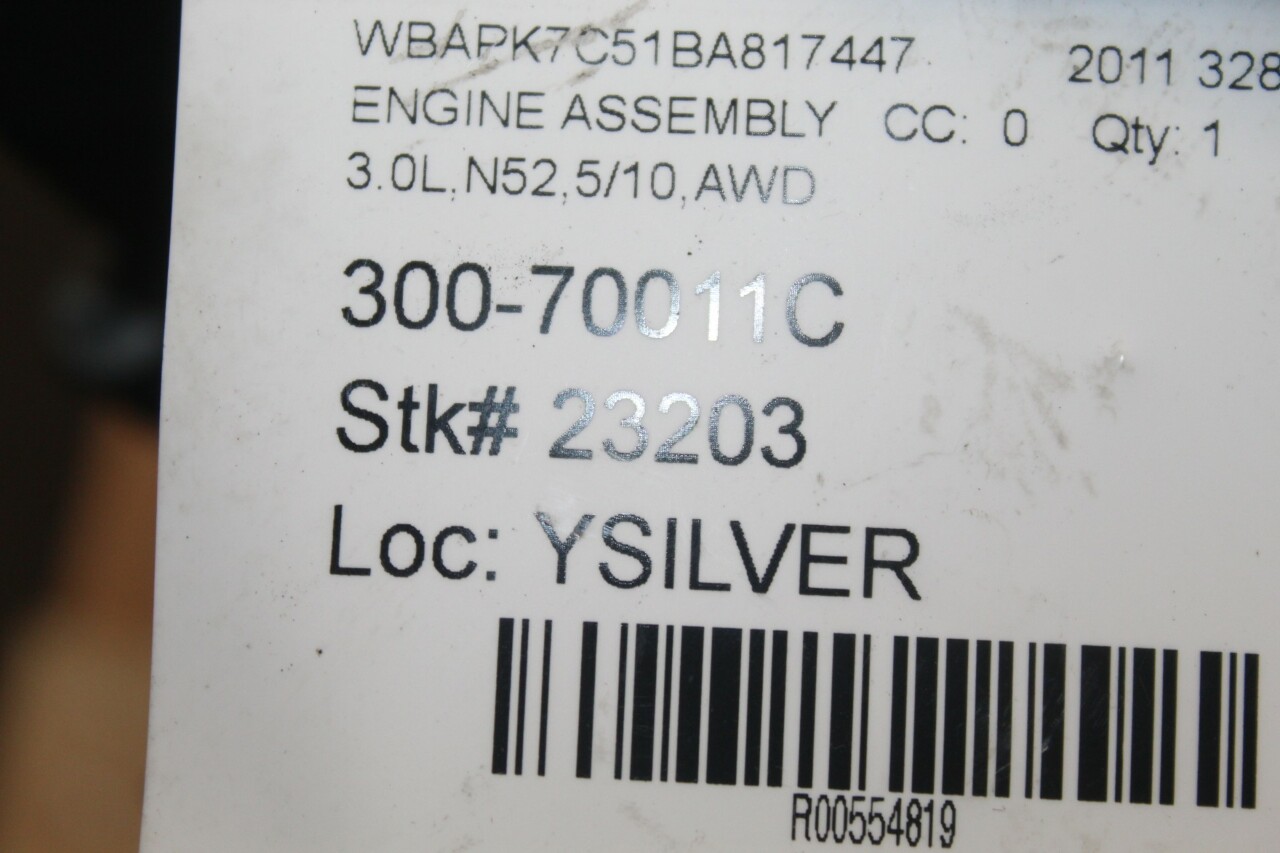 WBAPK7C51BA817447 2011 328
ENGINE ASSEMBLY CC: 0 Qty: 1
3.0L,N52,5/10,AWD
300-70011C
Stk# 23203
Loc: YSILVER
R00554819